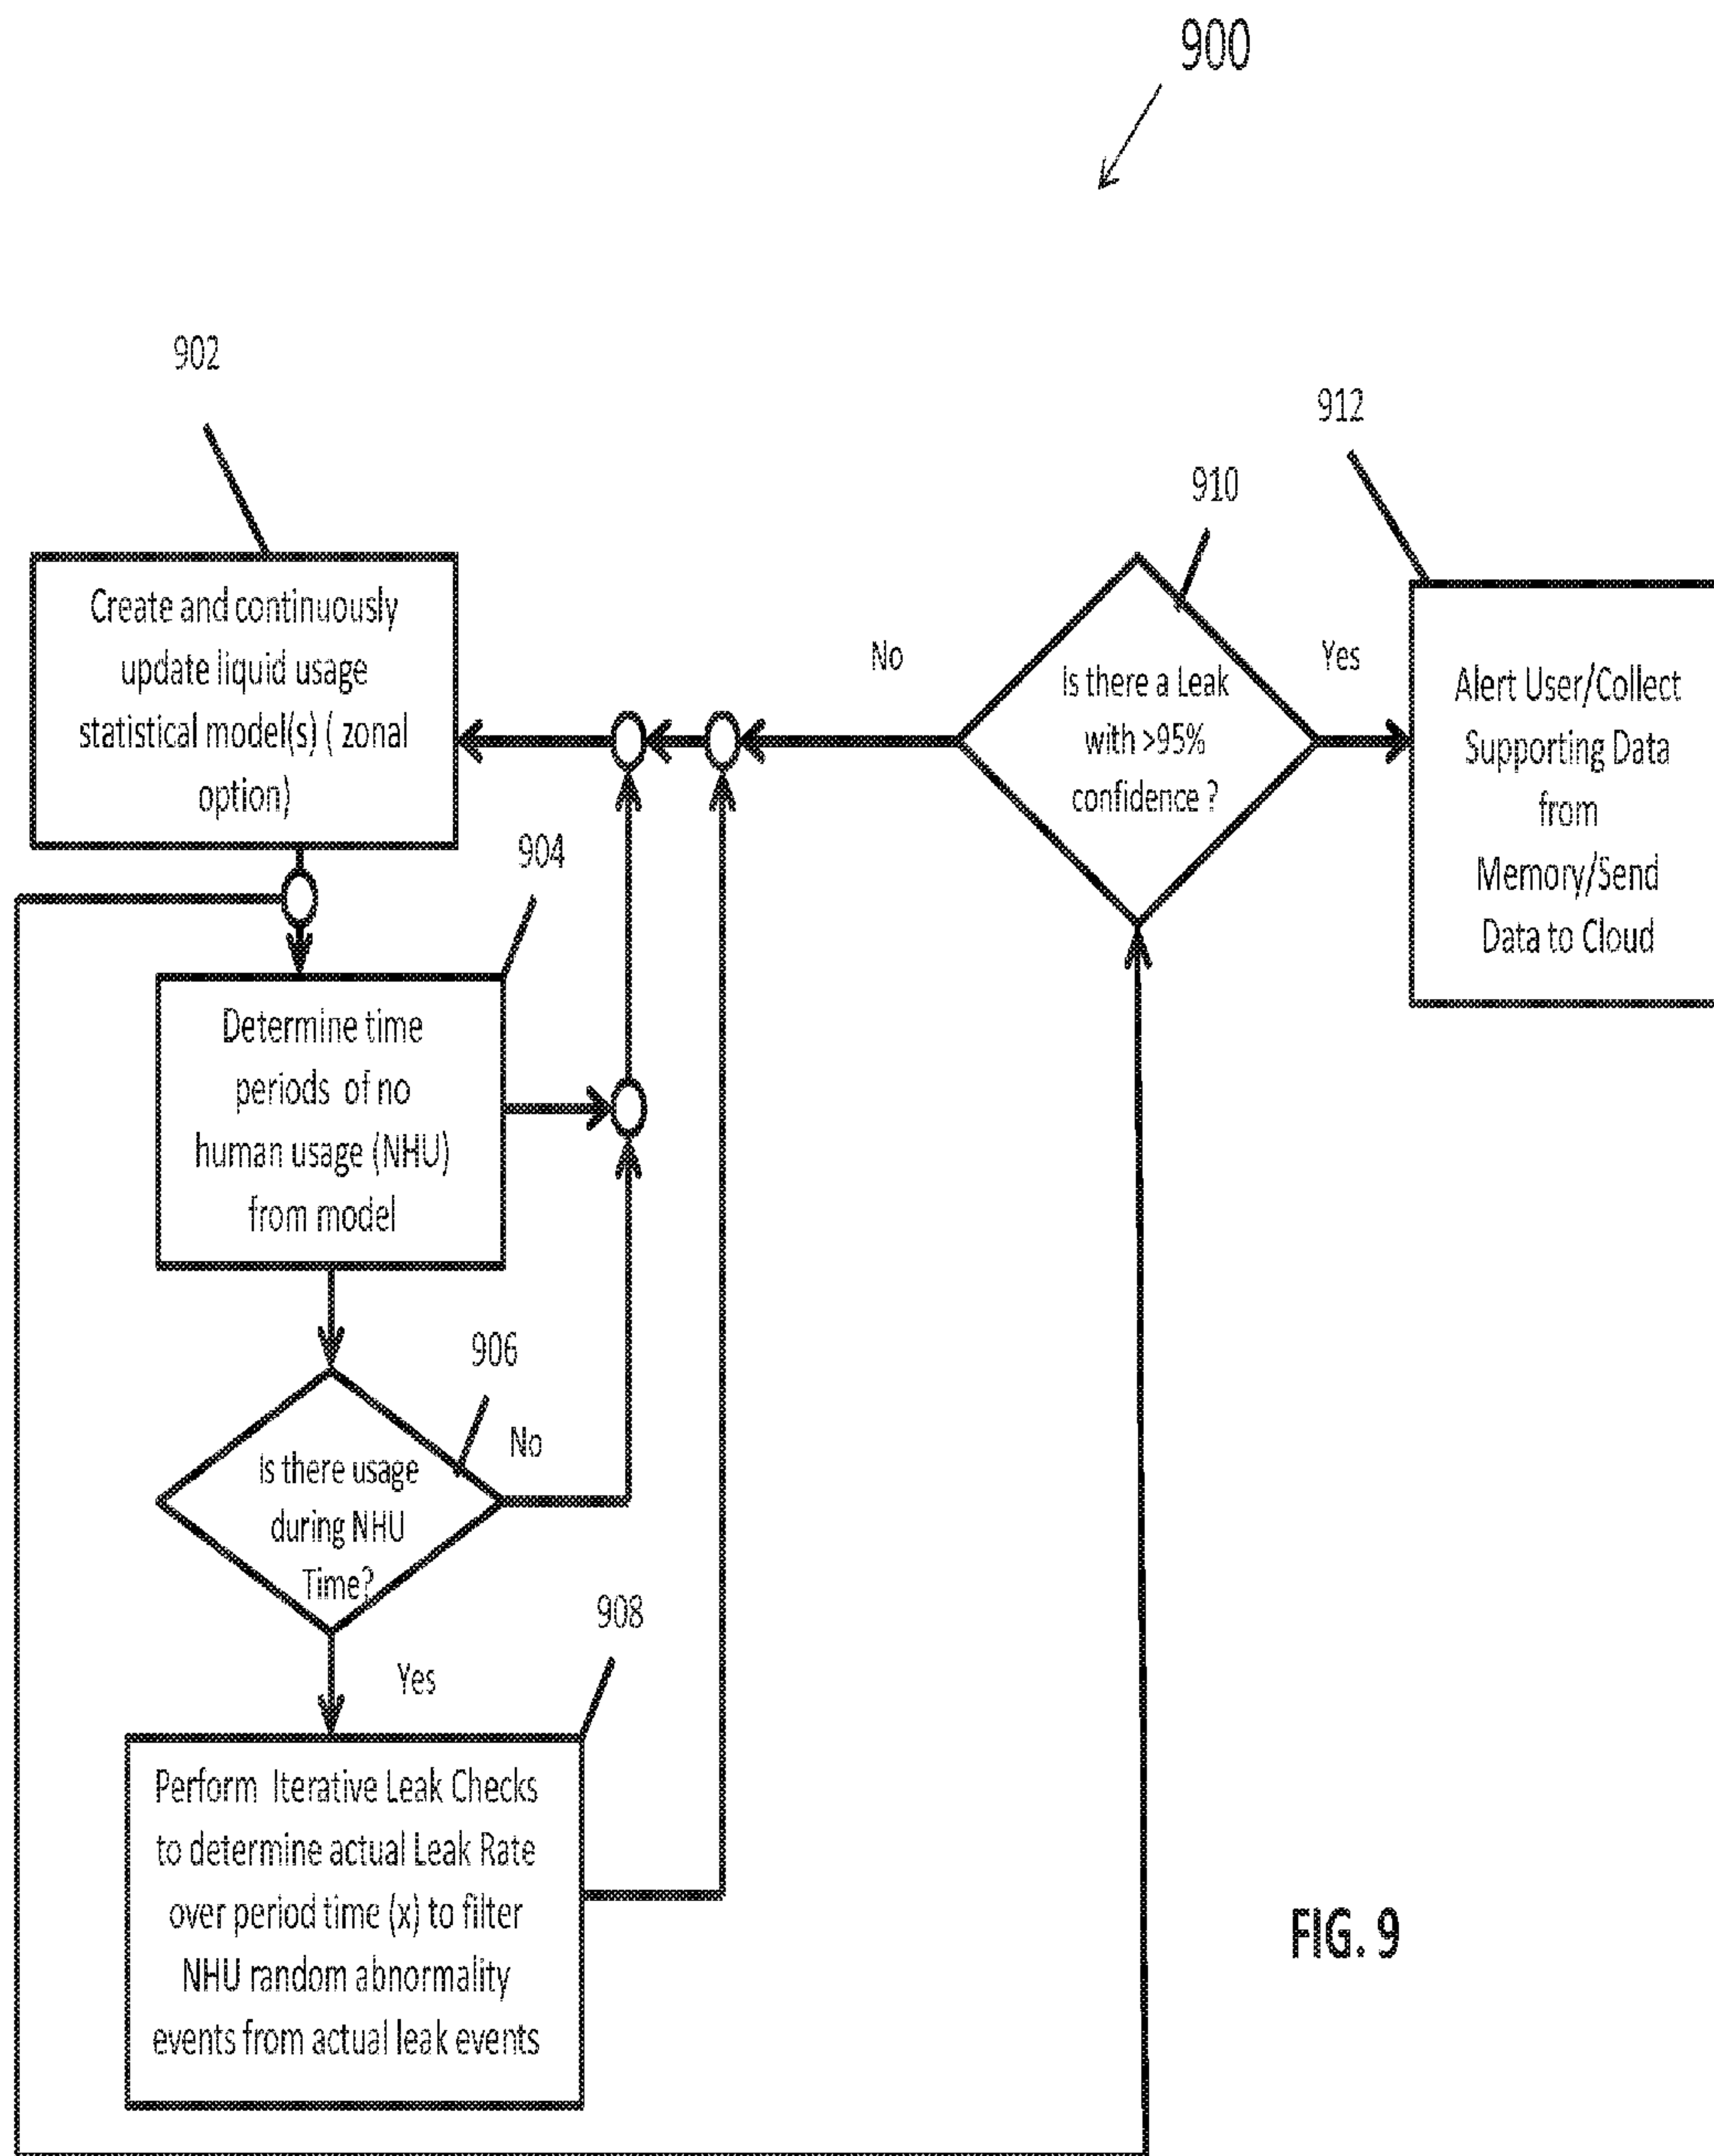 900
902
Create and continuously
update liquid usage
statistical model(s) ( zonal
option)
904
Determine time
periods of no
human usage (NHU)
from model
906
Is there usage
during NHU
Time?
No
Yes
908
Perform Iterative Leak Checks
to determine actual Leak Rate
over period time (x) to filter
NHU random abnormality
events from actual leak events
910
Is there a Leak
with >95%
confidence ?
No
Yes
912
Alert User/Collect
Supporting Data
from
Memory/Send
Data to Cloud
FIG. 9